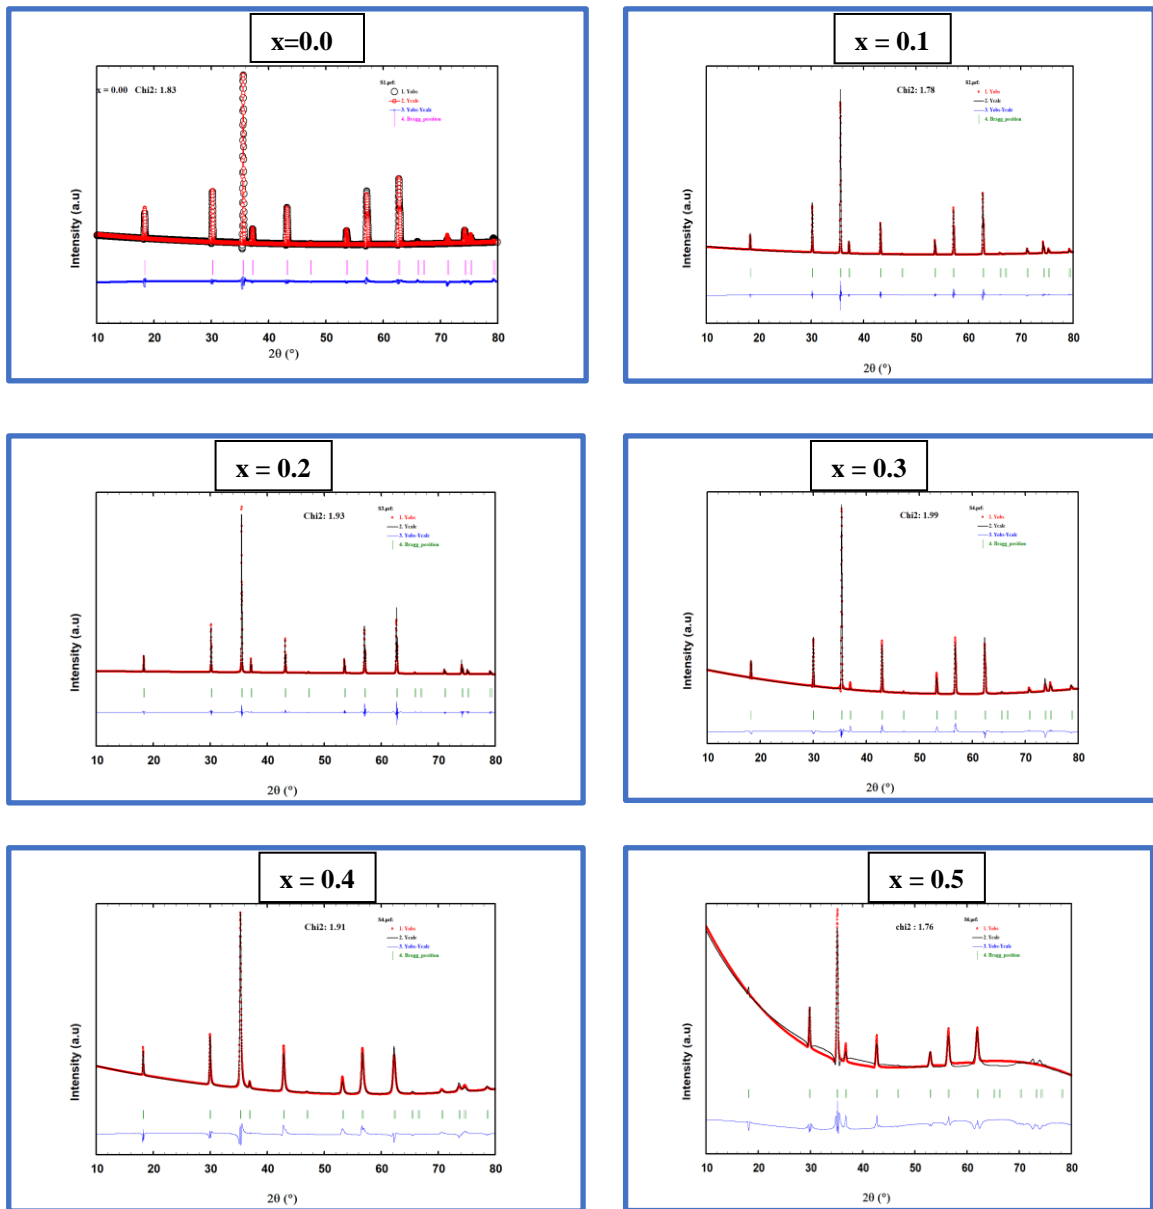 x=0.0
x = 0.00 Chi2: 1.83
S1.prf:
1. Yobs
2. Ycalc
3. Yobs-Ycalc
4. Bragg_position
Intensity (a.u)
10 20 30 40 50 60 70 80
2θ (°)
x = 0.1
Chi2: 1.78
S2.prf:
1. Yobs
2. Ycalc
3. Yobs-Ycalc
4. Bragg_position
Intensity (a.u)
10 20 30 40 50 60 70 80
2θ (°)
x = 0.2
Chi2: 1.93
S3.prf:
1. Yobs
2. Ycalc
3. Yobs-Ycalc
4. Bragg_position
Intensity (a.u)
10 20 30 40 50 60 70 80
2θ (°)
x = 0.3
Chi2: 1.99
S4.prf:
1. Yobs
2. Ycalc
3. Yobs-Ycalc
4. Bragg_position
Intensity (a.u)
10 20 30 40 50 60 70 80
2θ (°)
x = 0.4
Chi2: 1.91
S4.prf:
1. Yobs
2. Ycalc
3. Yobs-Ycalc
4. Bragg_position
Intensity (a.u)
10 20 30 40 50 60 70 80
2θ (°)
x = 0.5
chi2 : 1.76
S6.prf:
1. Yobs
2. Ycalc
3. Yobs-Ycalc
4. Bragg_position
Intensity (a.u)
10 20 30 40 50 60 70 80
2θ (°)